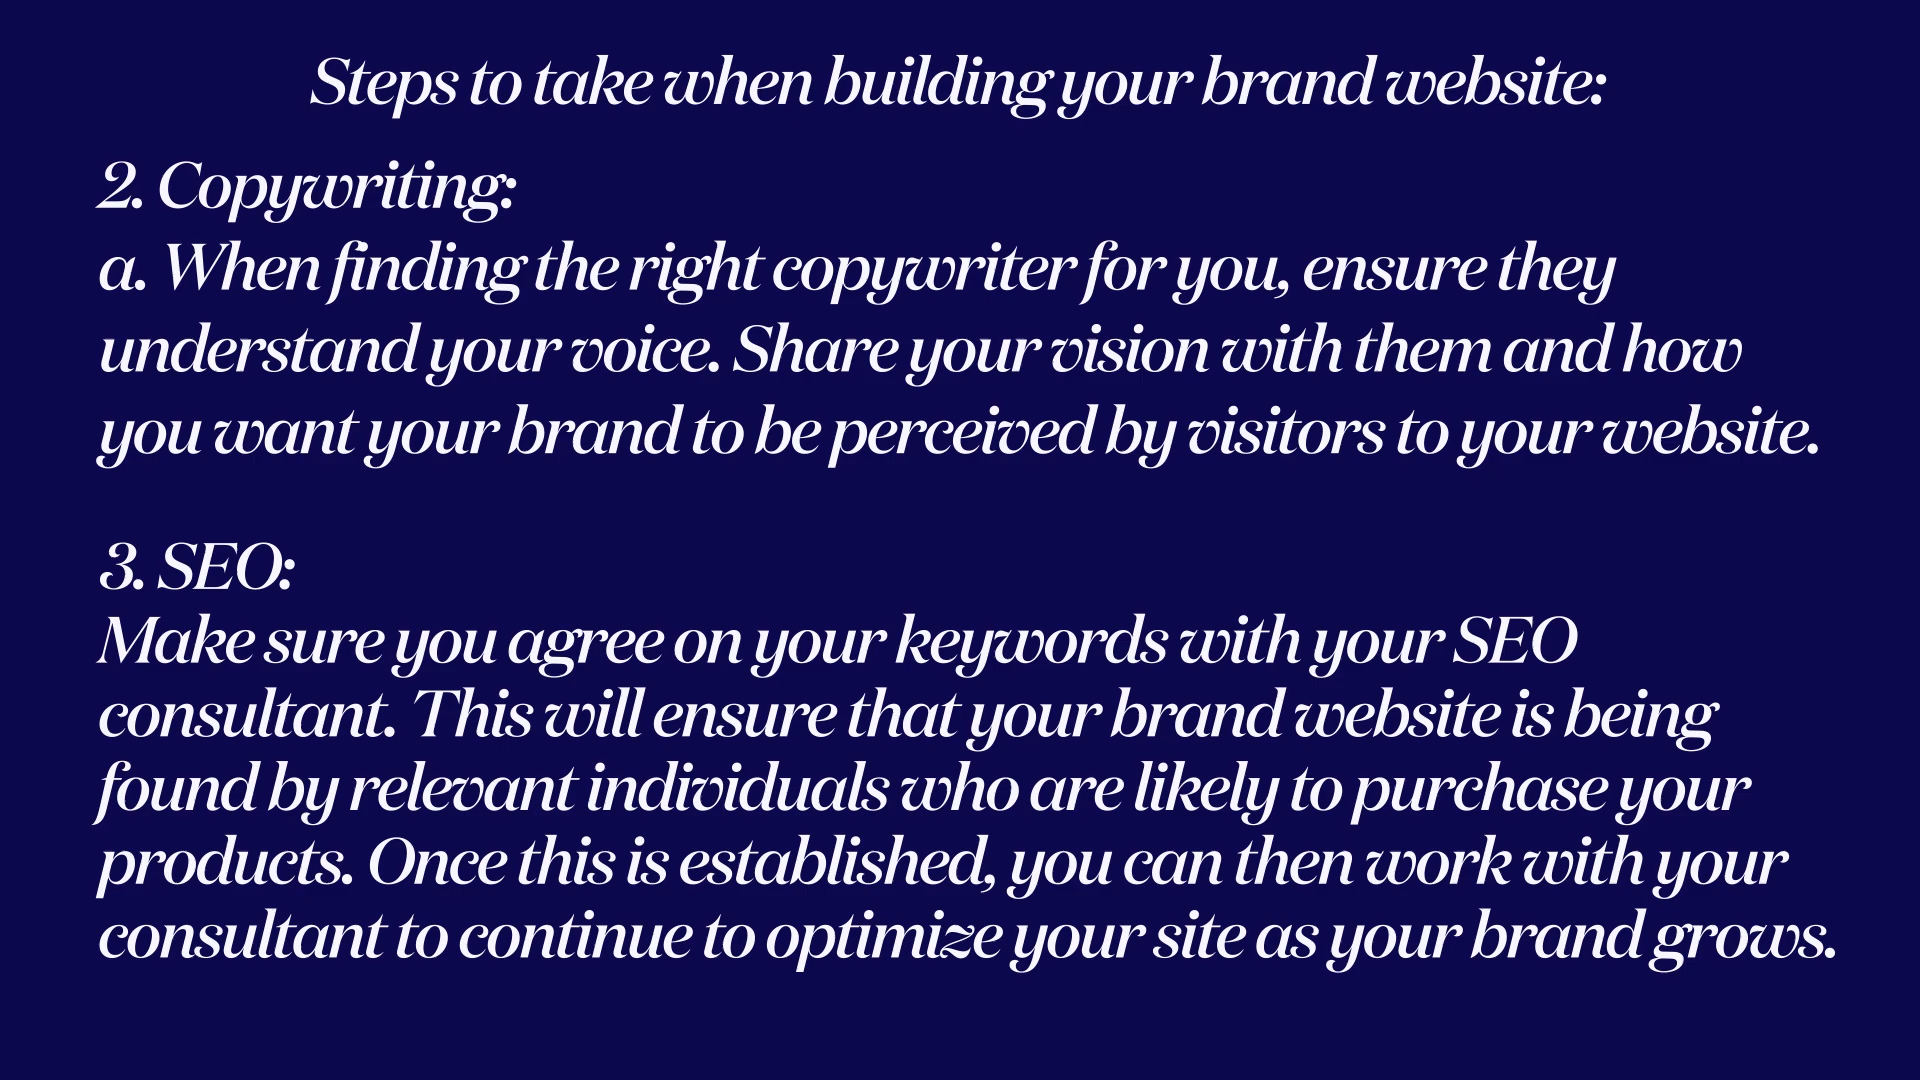 Steps to take when building your brand website:
2. Copywriting:
a. When finding the right copywriter for you, ensure they
understand your voice. Share your vision with them and how
you want your brand to be perceived by visitors to your website.
3. SEO:
Make sure you agree on your keywords with your SEO
consultant. This will ensure that your brand website is being
found by relevant individuals who are likely to purchase your
products. Once this is established, you can then work with your
consultant to continue to optimize your site as your brand grows.